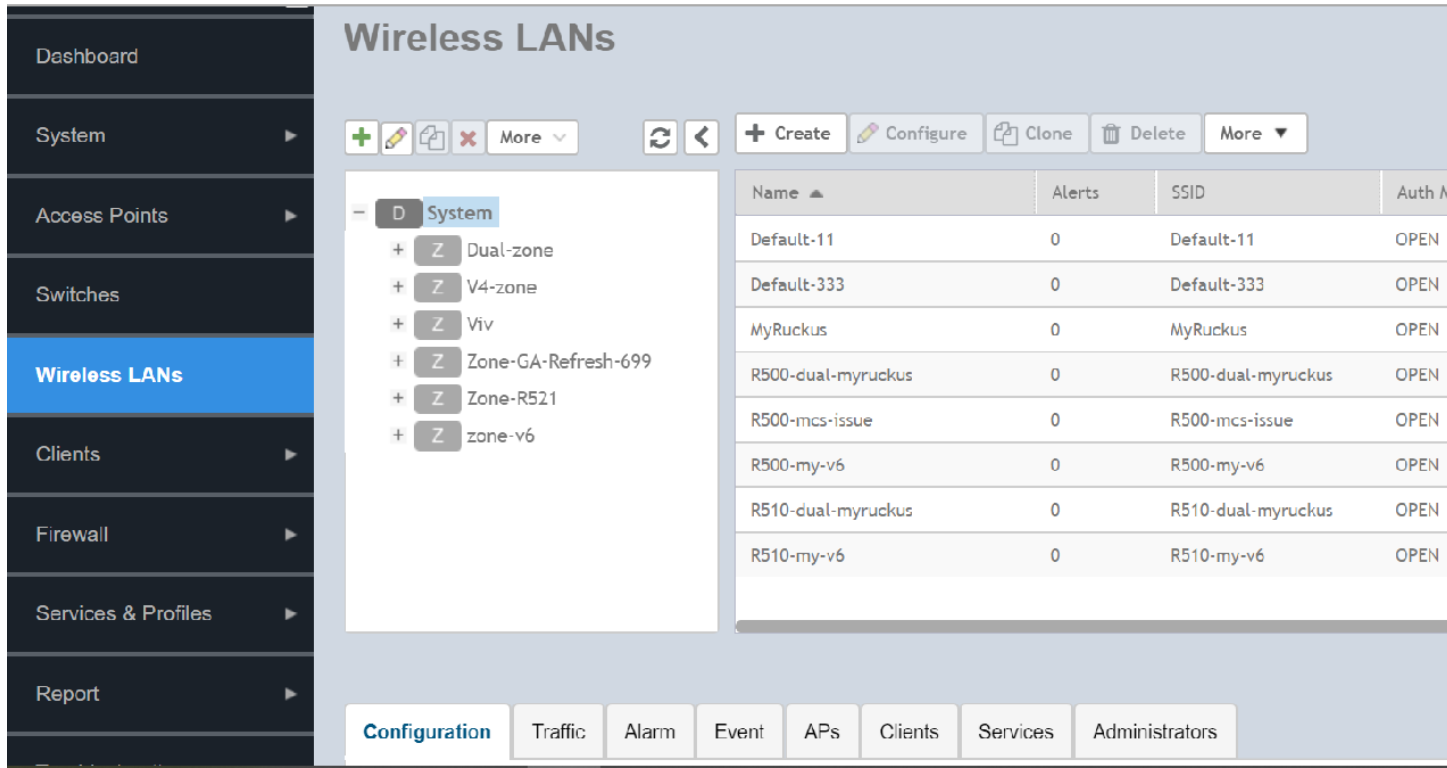 Wireless LANs
Dashboard
System
Access Points
Switches
Wireless LANs
Clients
Firewall
Services & Profiles
Report
More
Create Configure Clone Delete More
D System
Z Dual-zone
Z V4-zone
Z Viv
Z Zone-GA-Refresh-699
Z Zone-R521
Z zone-v6
Name Alerts SSID Auth M
Default-11 0 Default-11 OPEN
Default-333 0 Default-333 OPEN
MyRuckus 0 MyRuckus OPEN
R500-dual-myruckus 0 R500-dual-myruckus OPEN
R500-mcs-issue 0 R500-mcs-issue OPEN
R500-my-v6 0 R500-my-v6 OPEN
R510-dual-myruckus 0 R510-dual-myruckus OPEN
R510-my-v6 0 R510-my-v6 OPEN
Configuration Traffic Alarm Event APs Clients Services Administrators